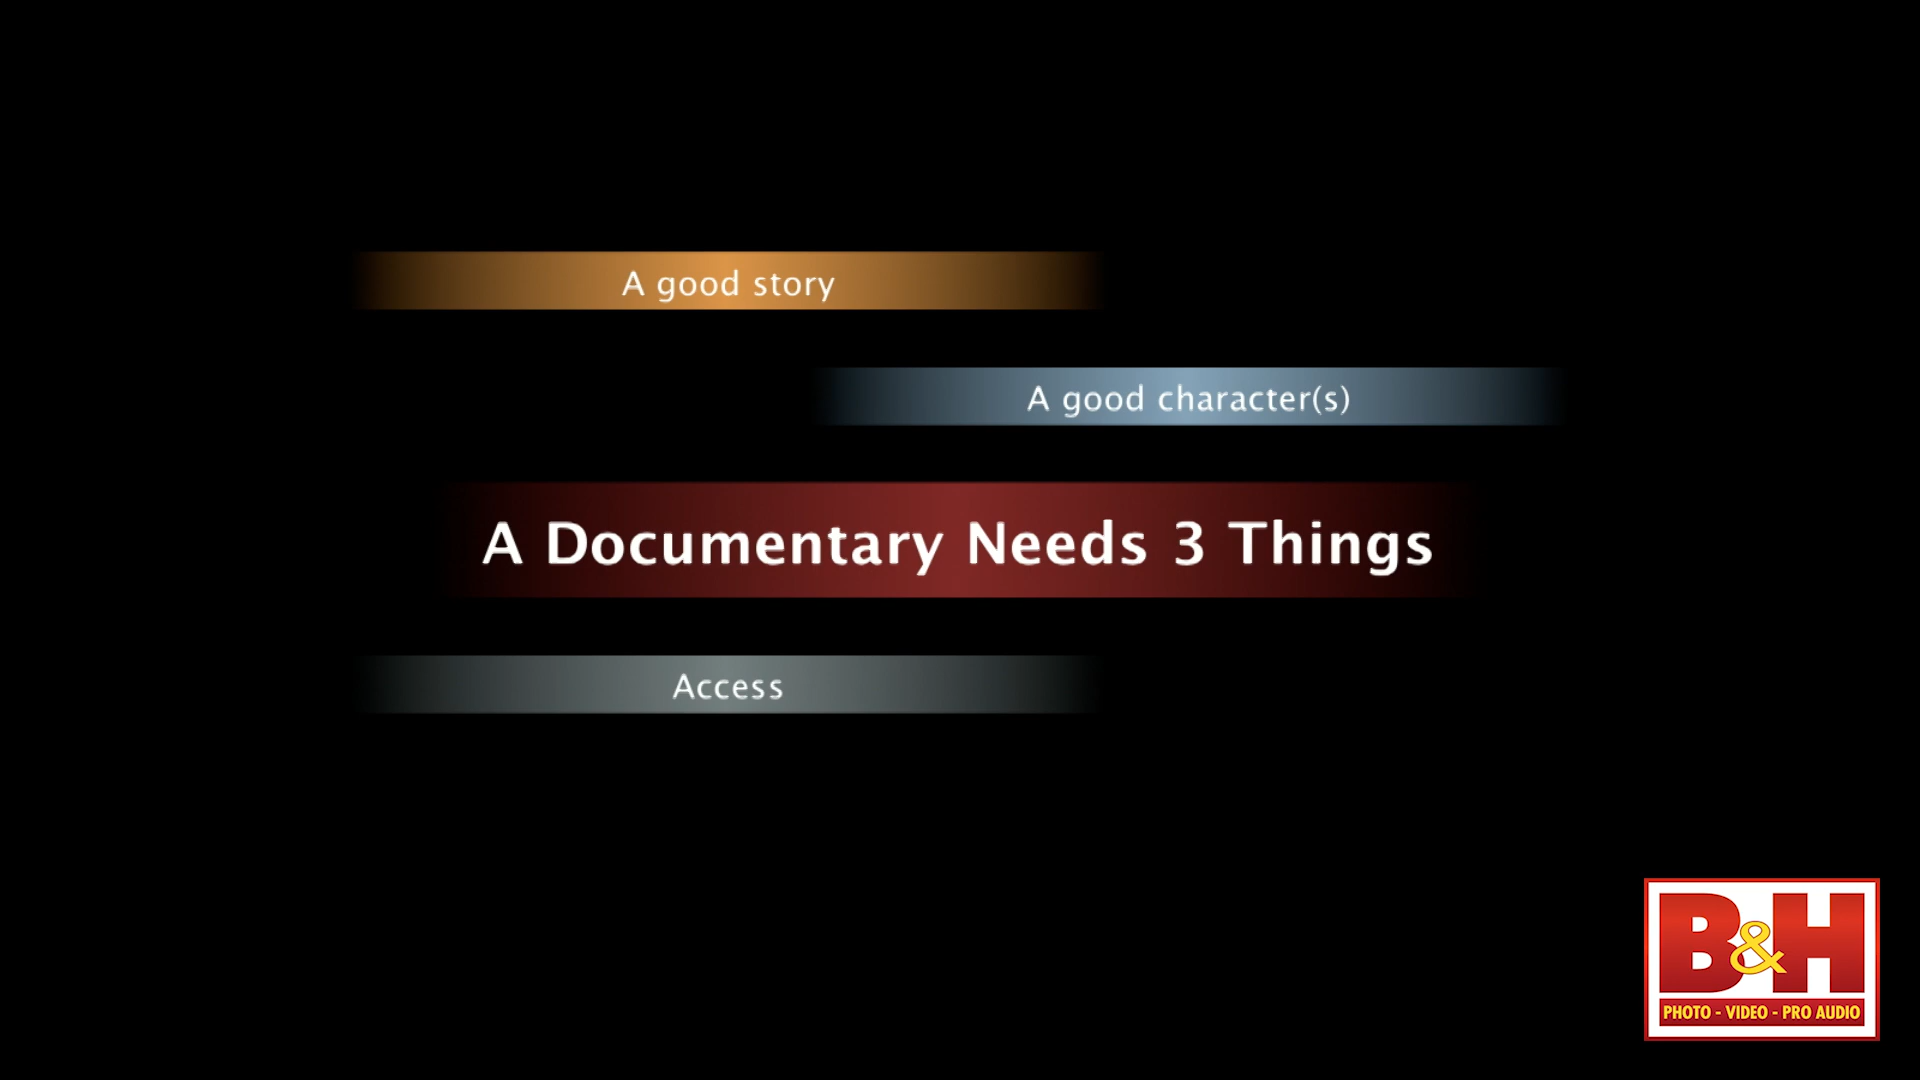 A good story
A good character(s)
A Documentary Needs 3 Things
Access
B&H
PHOTO - VIDEO - PRO AUDIO